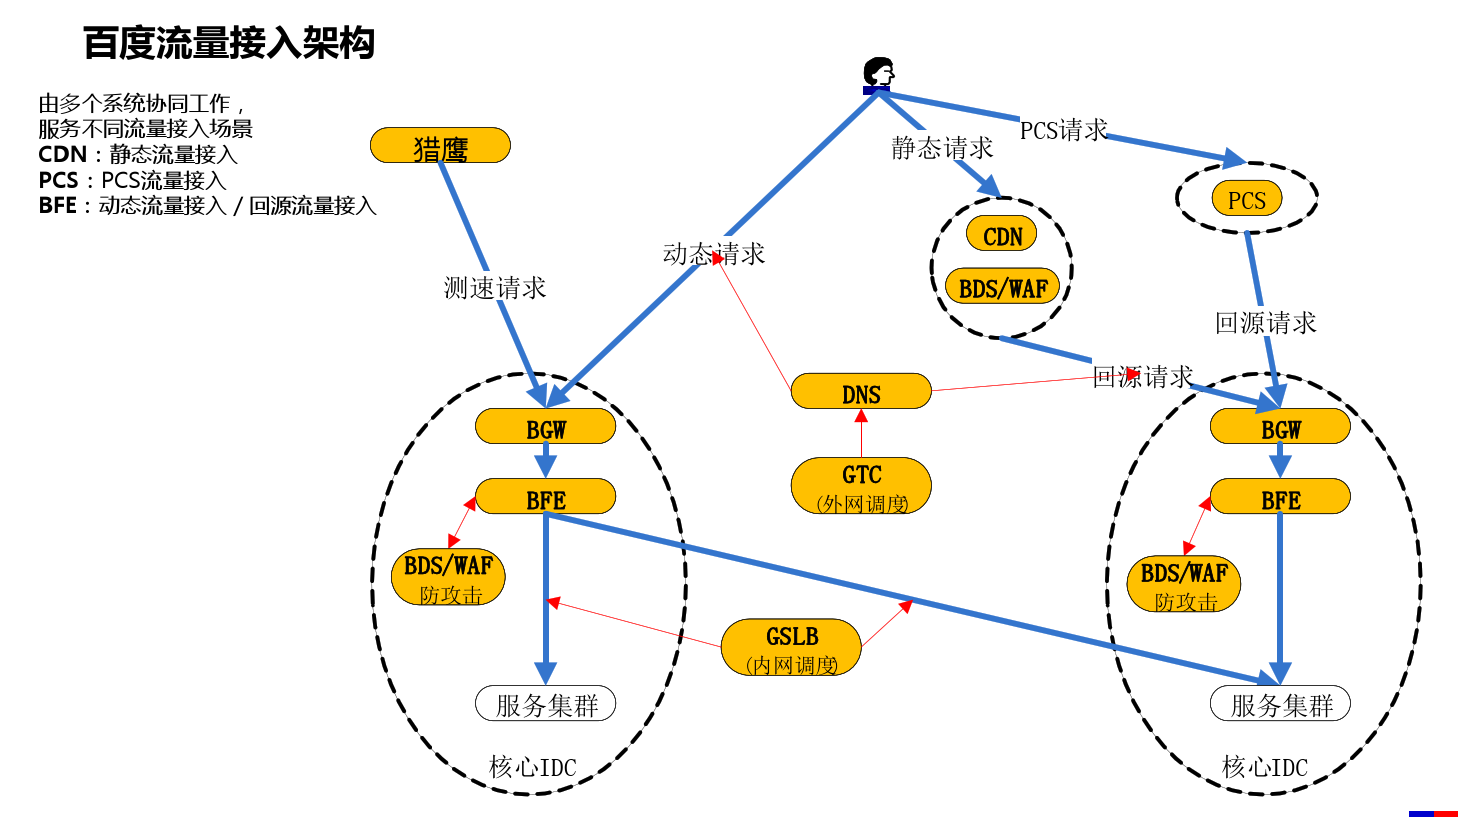 百度流量接入架构
由多个系统协同工作，
服务不同流量接入场景
CDN：静态流量接入
PCS：PCS流量接入
BFE：动态流量接入 / 回源流量接入
猎鹰
PCS请求
静态请求
PCS
CDN
动态请求
测速请求
BDS/WAF
回源请求
回源请求
DNS
BGW
BGW
GTC
(外网调度)
BFE
BFE
BDS/WAF
防攻击
BDS/WAF
防攻击
GSLB
(内网调度)
服务集群
服务集群
核心IDC
核心IDC